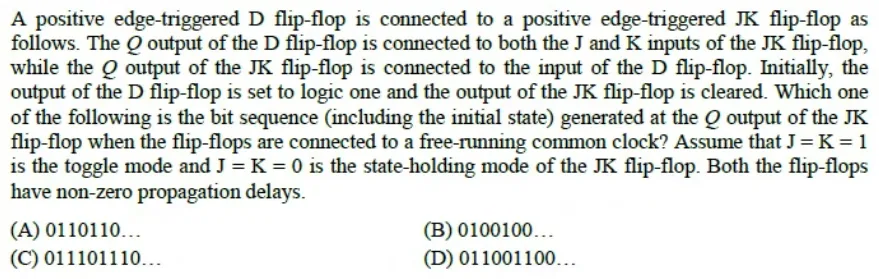 A positive edge-triggered D flip-flop is connected to a positive edge-triggered JK flip-flop as
follows. The Q output of the D flip-flop is connected to both the J and K inputs of the JK flip-flop,
while the Q output of the JK flip-flop is connected to the input of the D flip-flop. Initially, the
output of the D flip-flop is set to logic one and the output of the JK flip-flop is cleared. Which one
of the following is the bit sequence (including the initial state) generated at the Q output of the JK
flip-flop when the flip-flops are connected to a free-running common clock? Assume that J = K = 1
is the toggle mode and J = K = 0 is the state-holding mode of the JK flip-flop. Both the flip-flops
have non-zero propagation delays.
(A) 0110110... (B) 0100100...
(C) 011101110... (D) 011001100...